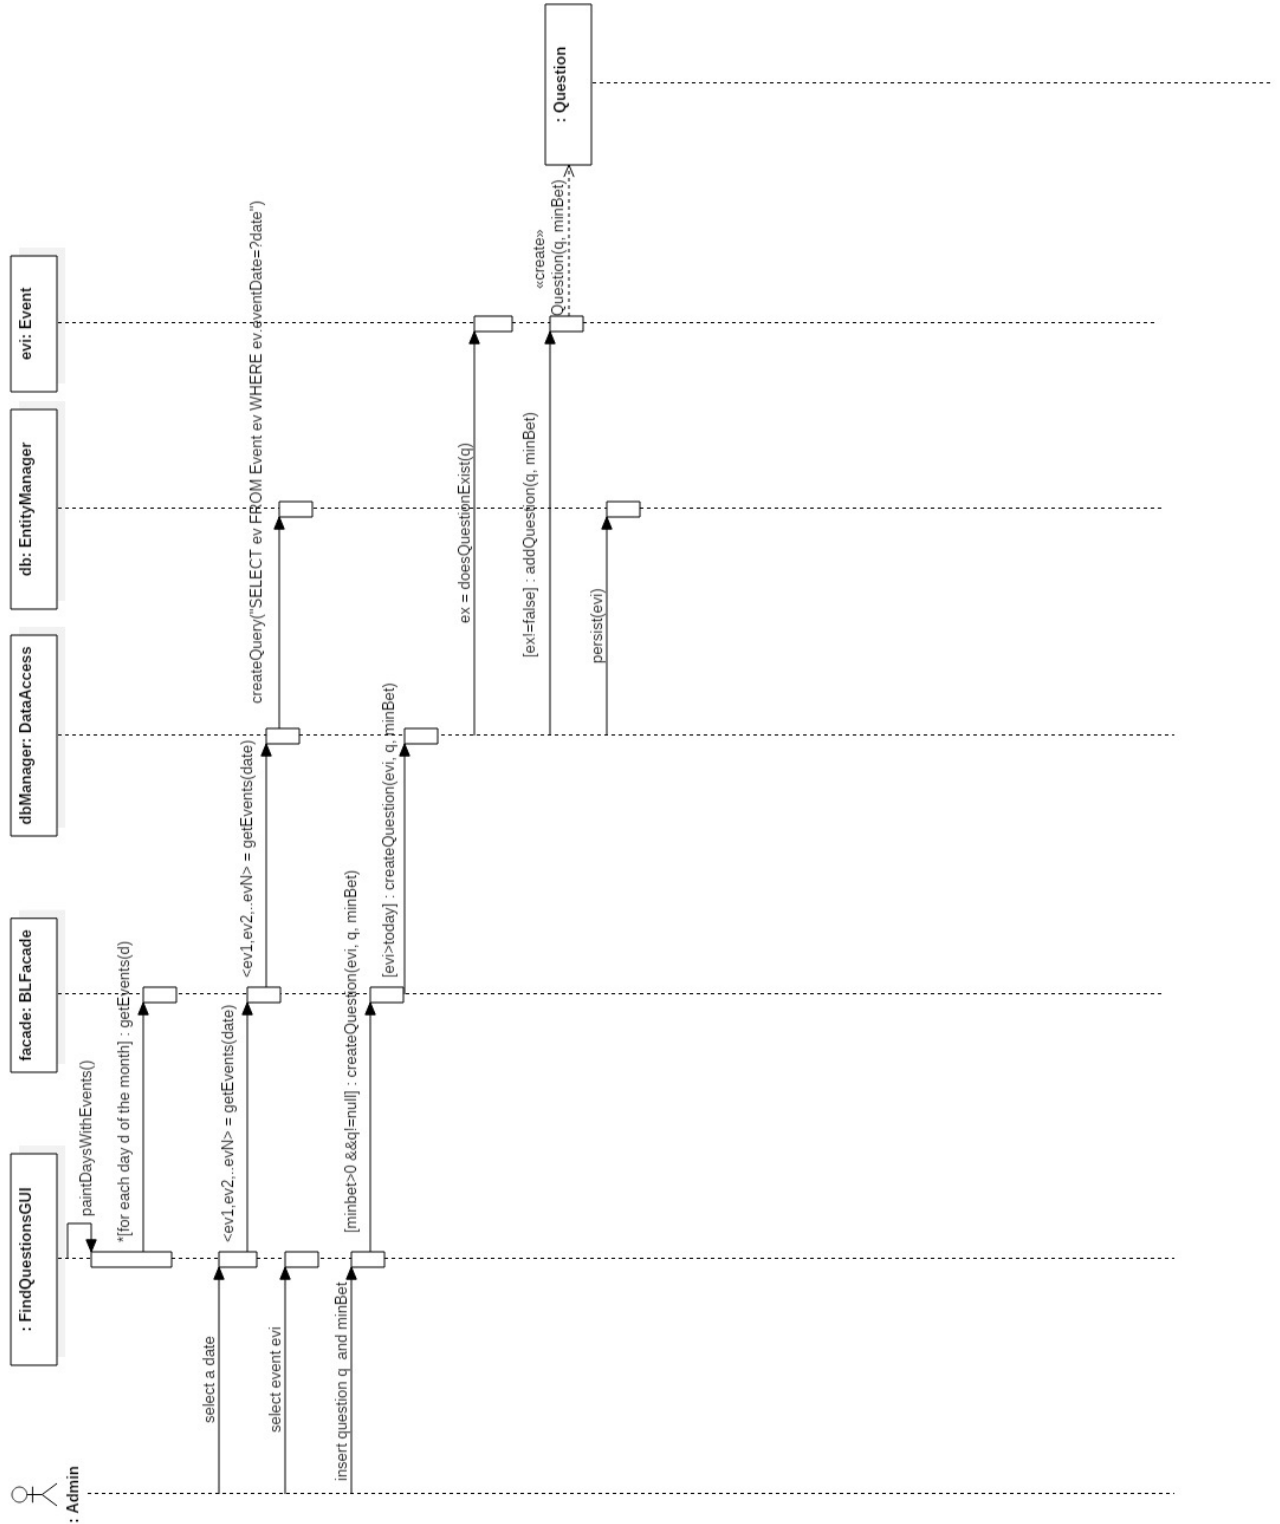 : Admin
: FindQuestionsGUI
facade: BLFacade
dbManager: DataAccess
db: EntityManager
evi: Event
paintDaysWithEvents()
*[for each day d of the month] : getEvents(d)
select a date
<ev1,ev2,..evN> = getEvents(date)
<ev1,ev2,..evN> = getEvents(date)
createQuery("SELECT ev FROM Event ev WHERE ev.eventDate=?date")
select event evi
insert question q  and minBet
[minbet>0 &&q!=null] : createQuestion(evi, q, minBet)
[evi>today] : createQuestion(evi, q, minBet)
ex = doesQuestionExist(q)
[ex!=false] : addQuestion(q, minBet)
«create»
Question(q, minBet)
: Question
persist(evi)